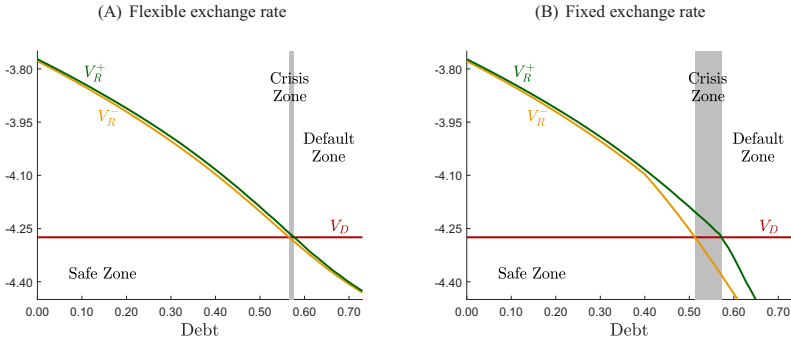 (A) Flexible exchange rate
-3.80
-3.95
-4.10
-4.25
-4.40
V_R^+
V_R^-
Crisis
Zone
Default
Zone
V_D
Safe Zone
0.00 0.10 0.20 0.30 0.40 0.50 0.60 0.70
Debt
(B) Fixed exchange rate
-3.80
-3.95
-4.10
-4.25
-4.40
V_R^+
V_R^-
Crisis
Zone
Default
Zone
V_D
Safe Zone
0.00 0.10 0.20 0.30 0.40 0.50 0.60 0.70
Debt